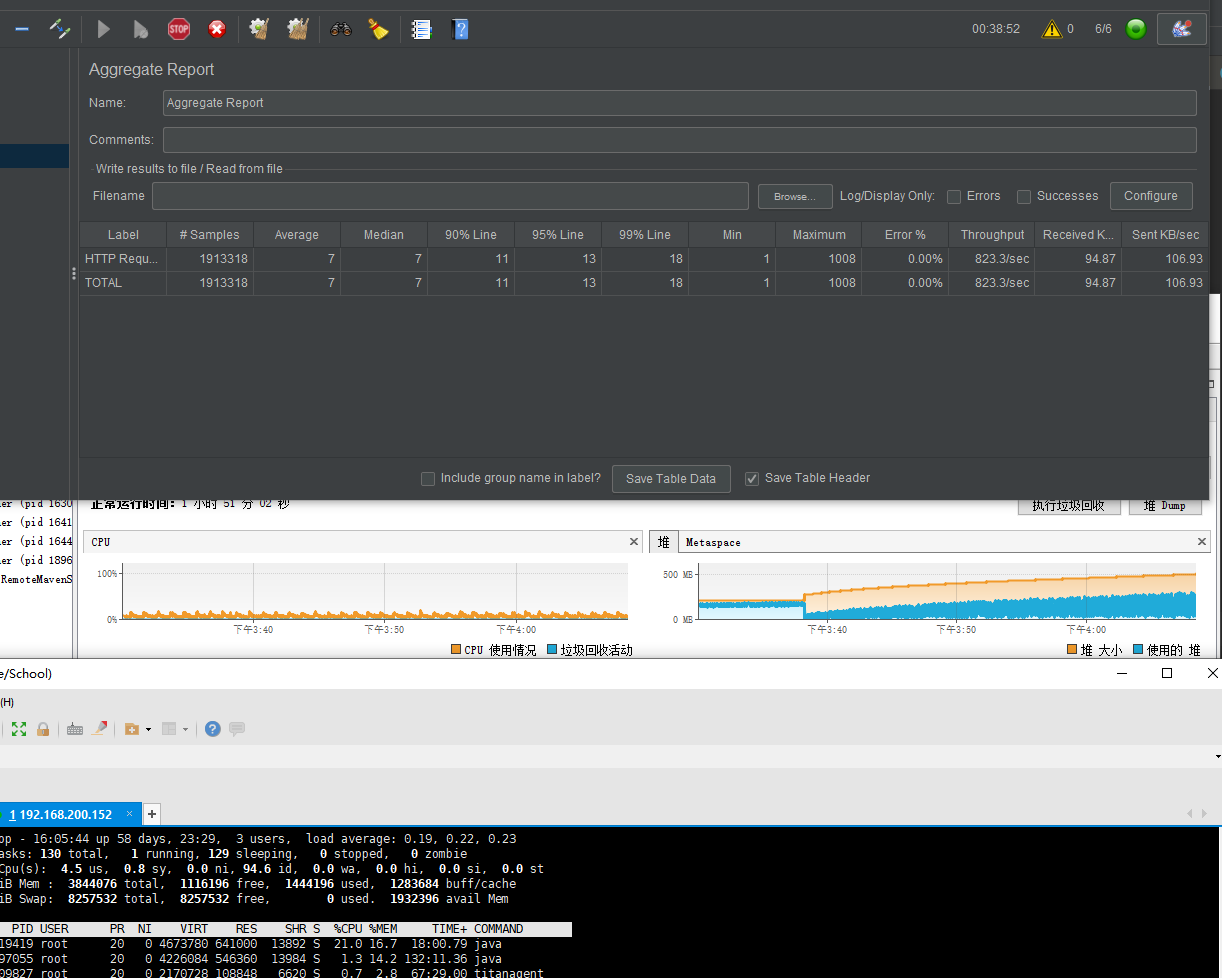 STOP
00:38:52
0
6/6
Aggregate Report
Name:
Aggregate Report
Comments:
Write results to file / Read from file
Filename
Browse...
Log/Display Only:
Errors
Successes
Configure
Label # Samples Average Median 90% Line 95% Line 99% Line Min Maximum Error % Throughput Received K... Sent KB/sec
HTTP Requ... 1913318 7 7 11 13 18 1 1008 0.00% 823.3/sec 94.87 106.93
TOTAL 1913318 7 7 11 13 18 1 1008 0.00% 823.3/sec 94.87 106.93
Include group name in label?
Save Table Data
Save Table Header
er (pid 1630
正常运行时间: 1 小时 51 分 02 秒
执行垃圾回收
堆 Dump
er (pid 1641
er (pid 1644
er (pid 1896
RemoteMavenS
CPU
堆
Metaspace
100%
0%
下午3:40 下午3:50 下午4:00
CPU 使用情况 垃圾回收活动
500 MB
0 MB
下午3:40 下午3:50 下午4:00
堆 大小 使用的 堆
e/School)
(H)
1 192.168.200.152
op - 16:05:44 up 58 days, 23:29, 3 users, load average: 0.19, 0.22, 0.23
asks: 130 total, 1 running, 129 sleeping, 0 stopped, 0 zombie
Cpu(s): 4.5 us, 0.8 sy, 0.0 ni, 94.6 id, 0.0 wa, 0.0 hi, 0.0 si, 0.0 st
iB Mem : 3844076 total, 1116196 free, 1444196 used, 1283684 buff/cache
iB Swap: 8257532 total, 8257532 free, 0 used. 1932396 avail Mem
PID USER PR NI VIRT RES SHR S %CPU %MEM TIME+ COMMAND
19419 root 20 0 4673780 641000 13892 S 21.0 16.7 18:00.79 java
97055 root 20 0 4226084 546360 13984 S 1.3 14.2 132:11.36 java
09827 root 20 0 2170728 108848 6620 S 0.7 2.8 67:29.00 titanagent